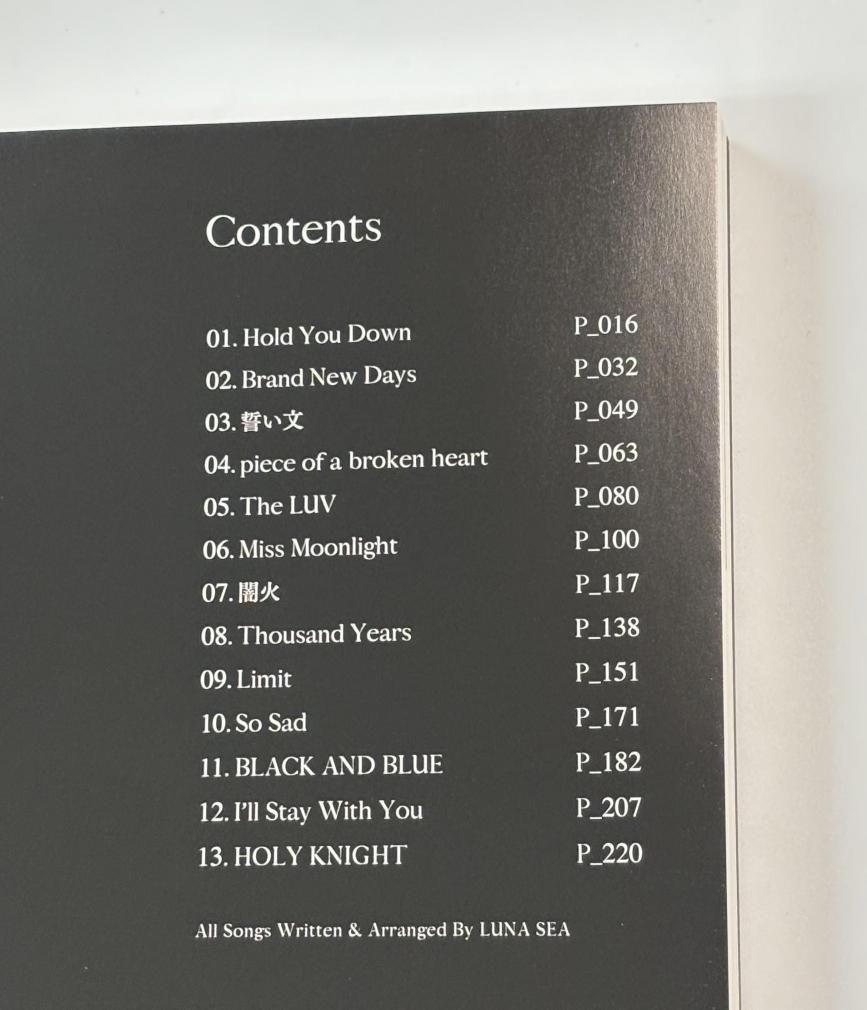 Contents
01. Hold You Down P_016
02. Brand New Days P_032
03. 誓い文 P_049
04. piece of a broken heart P_063
05. The LUV P_080
06. Miss Moonlight P_100
07. 闇火 P_117
08. Thousand Years P_138
09. Limit P_151
10. So Sad P_171
11. BLACK AND BLUE P_182
12. I'll Stay With You P_207
13. HOLY KNIGHT P_220
All Songs Written & Arranged By LUNA SEA